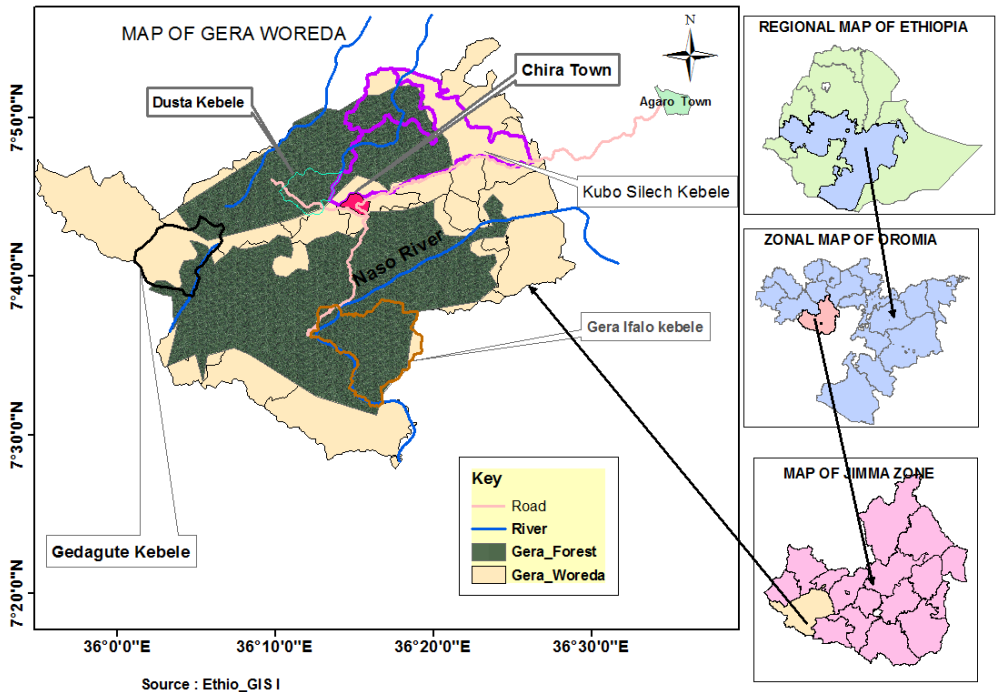 MAP OF GERA WOREDA
N
Chira Town
Dusta Kebele
Agaro Town
Kubo Silech Kebele
Naso River
Gera Ifalo kebele
Gedagute Kebele
Key
Road
River
Gera_Forest
Gera_Woreda
7°50'0"N
7°40'0"N
7°30'0"N
7°20'0"N
36°0'0"E
36°10'0"E
36°20'0"E
36°30'0"E
Source : Ethio_GIS I
REGIONAL MAP OF ETHIOPIA
ZONAL MAP OF OROMIA
MAP OF JIMMA ZONE